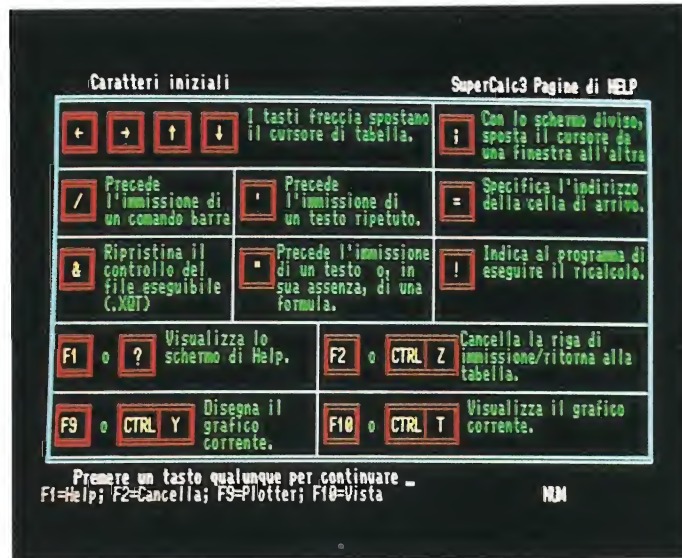 Caratteri iniziali
SuperCalc3 Pagine di HELP
← → ↑ ↓
I tasti freccia spostano
il cursore di tabella.
;
Con lo schermo diviso,
sposta il cursore da
una finestra all'altra
/
Precede
l'immissione di
un comando barra
'
Precede
l'immissione di
un testo ripetuto.
=
Specifica l'indirizzo
della cella di arrivo.
&
Ripristina il
controllo del
file eseguibile
(.XQT)
"
Precede l'immissione
di un testo o, in
sua assenza, di una
formula.
!
Indica al programma di
eseguire il ricalcolo.
F1 o ?
Visualizza lo
schermo di Help.
F2 o CTRL Z
Cancella la riga di
immissione/ritorna alla
tabella.
F9 o CTRL Y
Disegna il
grafico
corrente.
F10 o CTRL T
Visualizza il grafico
corrente.
Premere un tasto qualunque per continuare _
F1=Help; F2=Cancella; F9=Plotter; F10=Vista
NUM